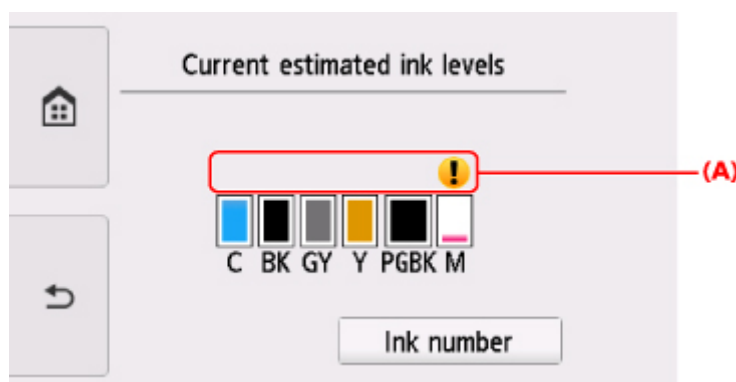 Current estimated ink levels
!
(A)
C BK GY Y PGBK M
Ink number